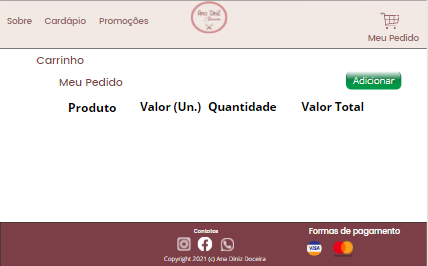 Sobre Cardápio Promoções
Ana Diniz
Meu Pedido
Carrinho
Meu Pedido
Adicionar
Produto Valor (Un.) Quantidade Valor Total
Contatos
Formas de pagamento
VISA
Copyright 2021 (c) Ana Diniz Doceira